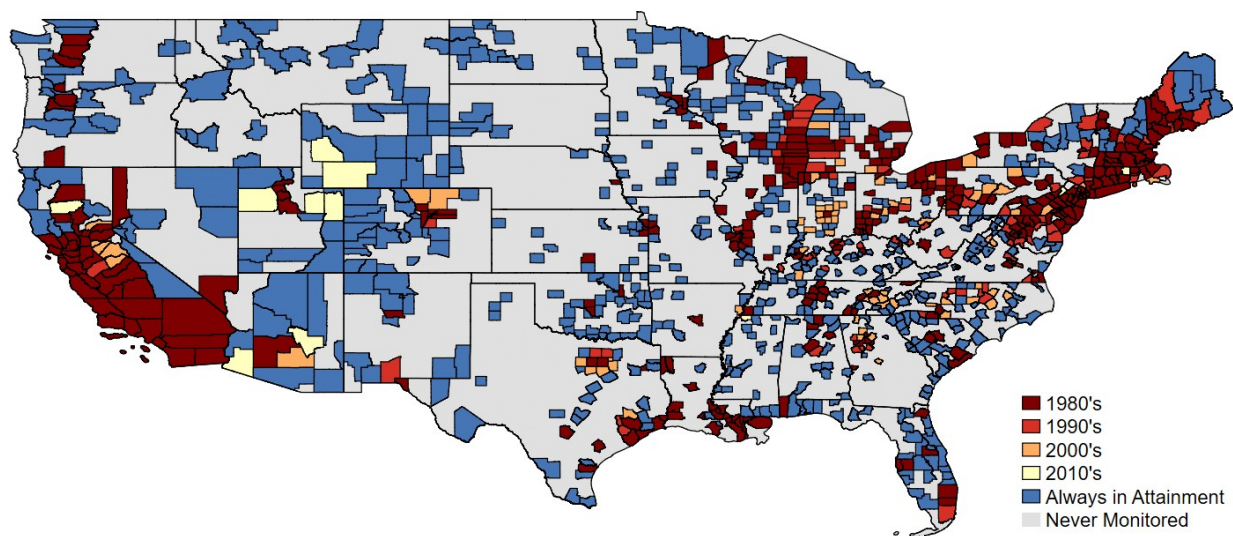 1980's
1990's
2000's
2010's
Always in Attainment
Never Monitored